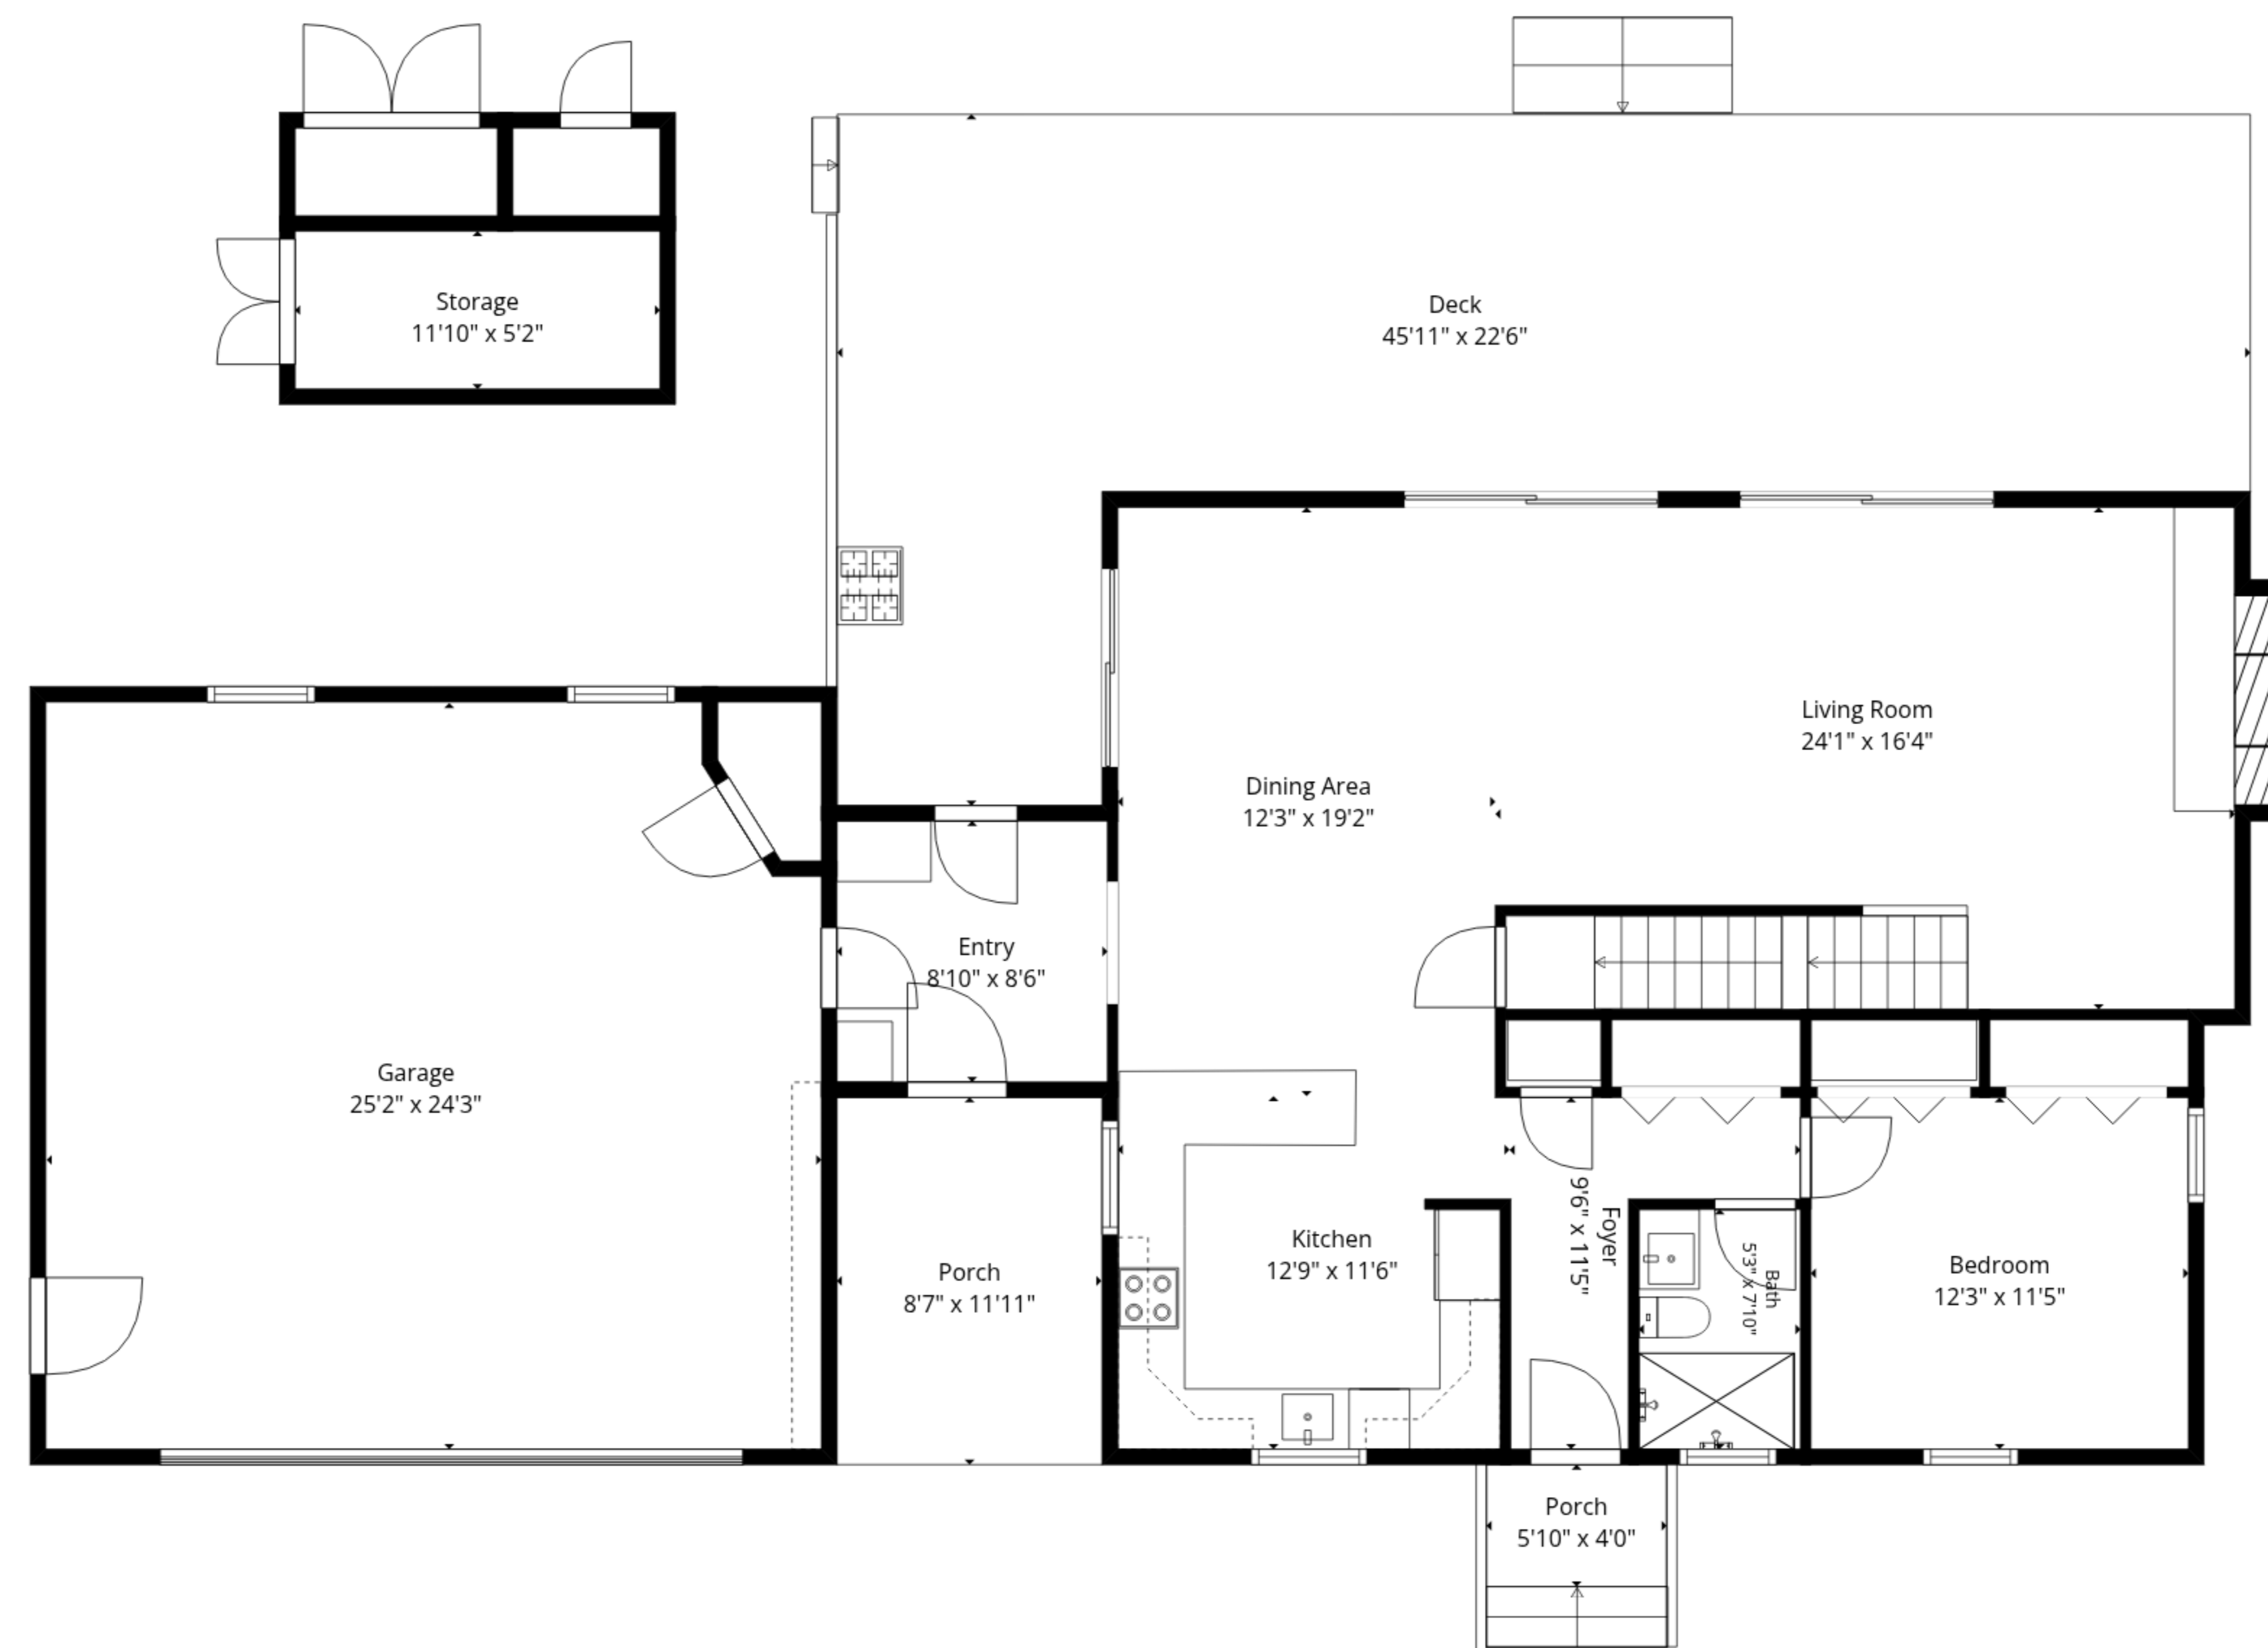 Storage
11'10" x 5'2"
Deck
45'11" x 22'6"
Living Room
24'1" x 16'4"
Dining Area
12'3" x 19'2"
Entry
8'10" x 8'6"
Garage
25'2" x 24'3"
Porch
8'7" x 11'11"
Kitchen
12'9" x 11'6"
Foyer
9'6" x 11'5"
Bath
5'3" x 7'10"
Bedroom
12'3" x 11'5"
Porch
5'10" x 4'0"